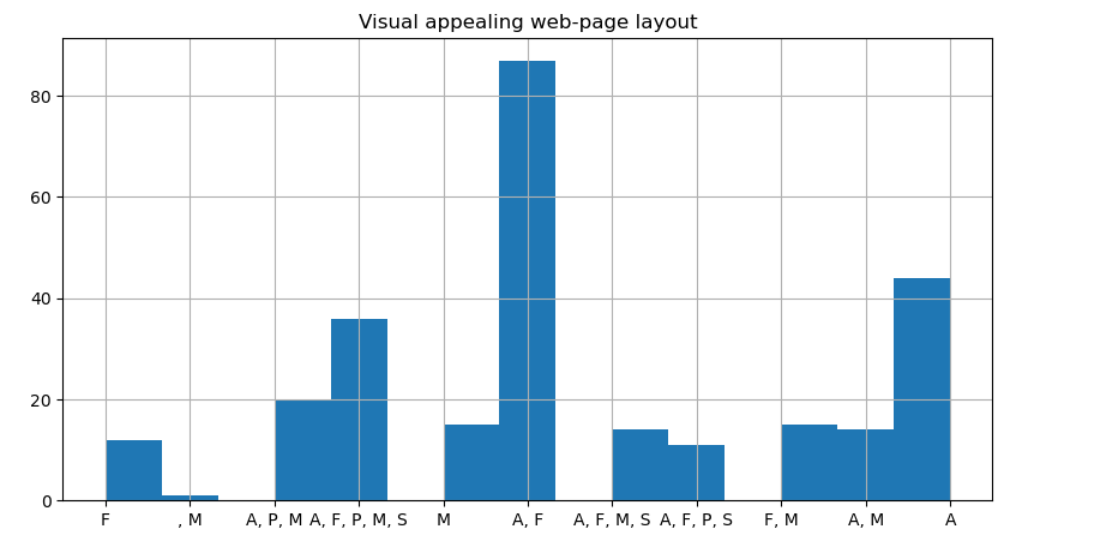 Visual appealing web-page layout
80
60
40
20
0
F , M A, P, M A, F, P, M, S M A, F A, F, M, S A, F, P, S F, M A, M A